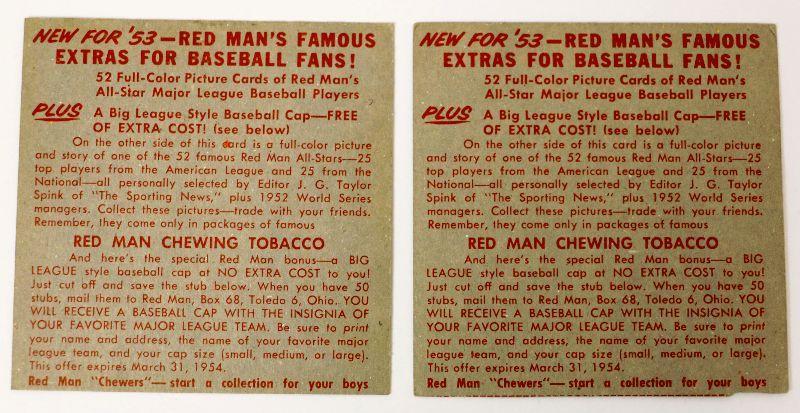 NEW FOR '53—RED MAN'S FAMOUS
EXTRAS FOR BASEBALL FANS!
52 Full-Color Picture Cards of Red Man's
All-Star Major League Baseball Players
PLUS A Big League Style Baseball Cap—FREE
OF EXTRA COST! (see below)
On the other side of this card is a full-color picture
and story of one of the 52 famous Red Man All-Stars—25
top players from the American League and 25 from the
National—all personally selected by Editor J. G. Taylor
Spink of "The Sporting News," plus 1952 World Series
managers. Collect these pictures—trade with your friends.
Remember, they come only in packages of famous
RED MAN CHEWING TOBACCO
And here's the special Red Man bonus—a BIG
LEAGUE style baseball cap at NO EXTRA COST to you!
Just cut off and save the stub below. When you have 50
stubs, mail them to Red Man, Box 68, Toledo 6, Ohio. YOU
WILL RECEIVE A BASEBALL CAP WITH THE INSIGNIA OF
YOUR FAVORITE MAJOR LEAGUE TEAM. Be sure to print
your name and address, the name of your favorite major
league team, and your cap size (small, medium, or large).
This offer expires March 31, 1954.
Red Man "Chewers"—start a collection for your boys
NEW FOR '53—RED MAN'S FAMOUS
EXTRAS FOR BASEBALL FANS!
52 Full-Color Picture Cards of Red Man's
All-Star Major League Baseball Players
PLUS A Big League Style Baseball Cap—FREE
OF EXTRA COST! (see below)
On the other side of this card is a full-color picture
and story of one of the 52 famous Red Man All-Stars—25
top players from the American League and 25 from the
National—all personally selected by Editor J. G. Taylor
Spink of "The Sporting News," plus 1952 World Series
managers. Collect these pictures—trade with your friends.
Remember, they come only in packages of famous
RED MAN CHEWING TOBACCO
And here's the special Red Man bonus—a BIG
LEAGUE style baseball cap at NO EXTRA COST to you!
Just cut off and save the stub below. When you have 50
stubs, mail them to Red Man, Box 68, Toledo 6, Ohio. YOU
WILL RECEIVE A BASEBALL CAP WITH THE INSIGNIA OF
YOUR FAVORITE MAJOR LEAGUE TEAM. Be sure to print
your name and address, the name of your favorite major
league team, and your cap size (small, medium, or large).
This offer expires March 31, 1954.
Red Man "Chewers"—start a collection for your boys